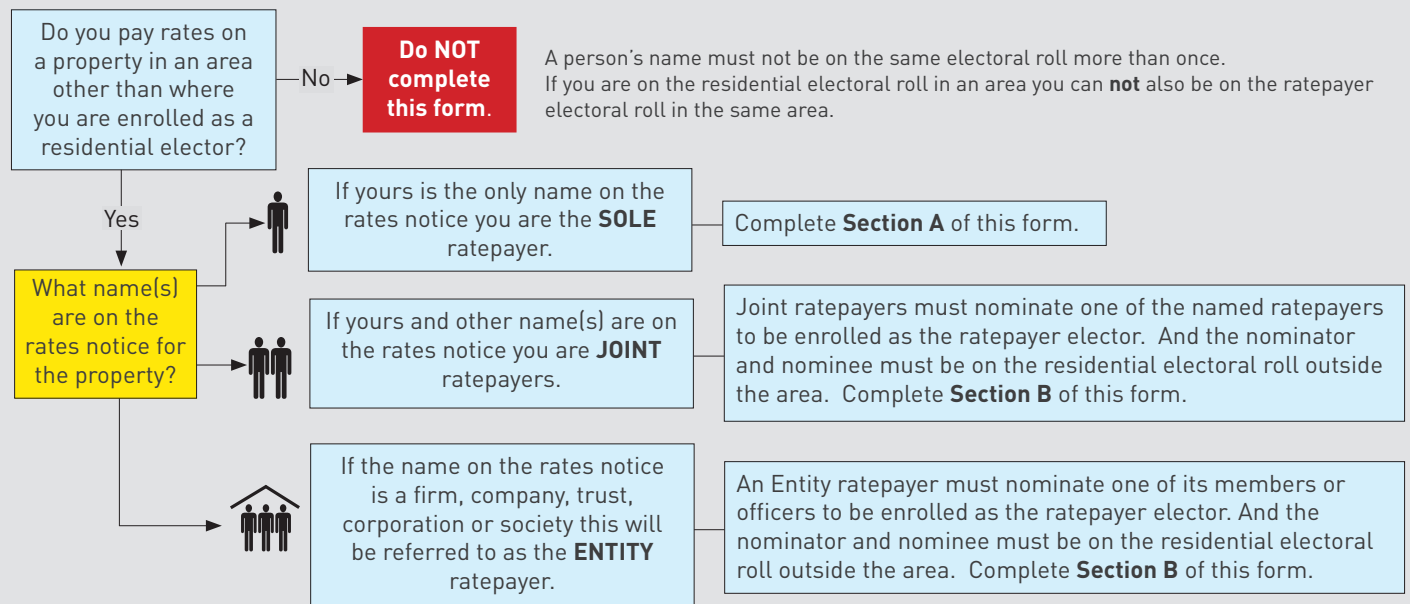 Do you pay rates on
a property in an area
other than where
you are enrolled as a
residential elector?
No
Do NOT
complete
this form.
A person's name must not be on the same electoral roll more than once.
If you are on the residential electoral roll in an area you can not also be on the ratepayer
electoral roll in the same area.
Yes
If yours is the only name on the
rates notice you are the SOLE
ratepayer.
Complete Section A of this form.
What name(s)
are on the
rates notice for
the property?
If yours and other name(s) are on
the rates notice you are JOINT
ratepayers.
Joint ratepayers must nominate one of the named ratepayers
to be enrolled as the ratepayer elector. And the nominator
and nominee must be on the residential electoral roll outside
the area. Complete Section B of this form.
If the name on the rates notice
is a firm, company, trust,
corporation or society this will
be referred to as the ENTITY
ratepayer.
An Entity ratepayer must nominate one of its members or
officers to be enrolled as the ratepayer elector. And the
nominator and nominee must be on the residential electoral
roll outside the area. Complete Section B of this form.